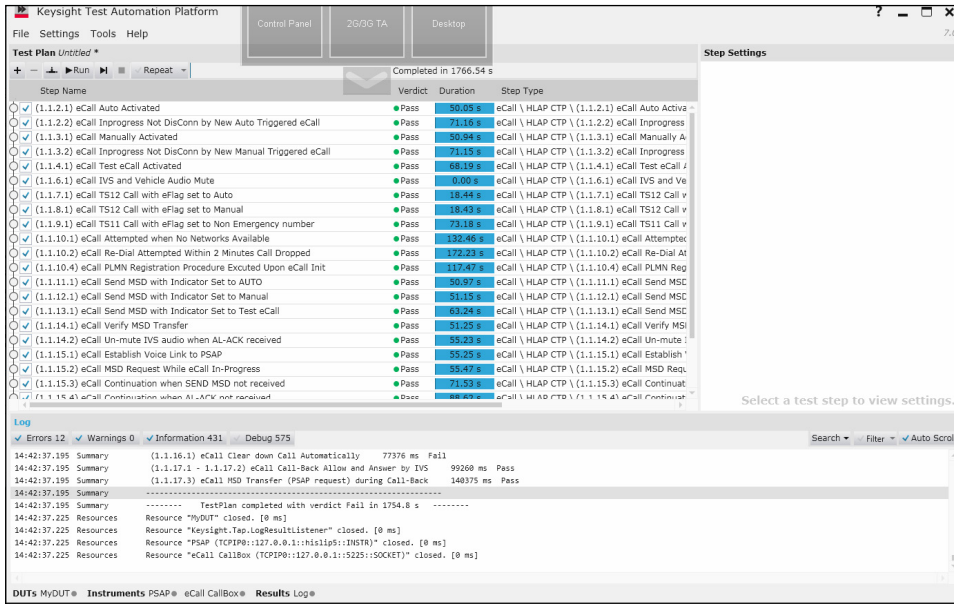 Keysight Test Automation Platform
Control Panel
2G/3G TA
Desktop
?
File Settings Tools Help
7.0
Test Plan Untitled *
Step Settings
Run
Repeat
Completed in 1766.54 s
Step Name Verdict Duration Step Type
(1.1.2.1) eCall Auto Activated Pass 50.05 s eCall \ HLAP CTP \ (1.1.2.1) eCall Auto Activa
(1.1.2.2) eCall Inprogress Not DisConn by New Auto Triggered eCall Pass 71.16 s eCall \ HLAP CTP \ (1.1.2.2) eCall Inprogress
(1.1.3.1) eCall Manually Activated Pass 50.94 s eCall \ HLAP CTP \ (1.1.3.1) eCall Manually A
(1.1.3.2) eCall Inprogress Not DisConn by New Manual Triggered eCall Pass 71.15 s eCall \ HLAP CTP \ (1.1.3.2) eCall Inprogress
(1.1.4.1) eCall Test eCall Activated Pass 68.19 s eCall \ HLAP CTP \ (1.1.4.1) eCall Test eCall A
(1.1.6.1) eCall IVS and Vehicle Audio Mute Pass 0.00 s eCall \ HLAP CTP \ (1.1.6.1) eCall IVS and Ve
(1.1.7.1) eCall TS12 Call with eFlag set to Auto Pass 18.44 s eCall \ HLAP CTP \ (1.1.7.1) eCall TS12 Call w
(1.1.8.1) eCall TS12 Call with eFlag set to Manual Pass 18.43 s eCall \ HLAP CTP \ (1.1.8.1) eCall TS12 Call w
(1.1.9.1) eCall TS11 Call with eFlag set to Non Emergency number Pass 73.18 s eCall \ HLAP CTP \ (1.1.9.1) eCall TS11 Call w
(1.1.10.1) eCall Attempted when No Networks Available Pass 132.46 s eCall \ HLAP CTP \ (1.1.10.1) eCall Attempted
(1.1.10.2) eCall Re-Dial Attempted Within 2 Minutes Call Dropped Pass 172.23 s eCall \ HLAP CTP \ (1.1.10.2) eCall Re-Dial At
(1.1.10.4) eCall PLMN Registration Procedure Excuted Upon eCall Init Pass 117.47 s eCall \ HLAP CTP \ (1.1.10.4) eCall PLMN Reg
(1.1.11.1) eCall Send MSD with Indicator Set to AUTO Pass 50.97 s eCall \ HLAP CTP \ (1.1.11.1) eCall Send MSD
(1.1.12.1) eCall Send MSD with Indicator Set to Manual Pass 51.15 s eCall \ HLAP CTP \ (1.1.12.1) eCall Send MSD
(1.1.13.1) eCall Send MSD with Indicator Set to Test eCall Pass 63.24 s eCall \ HLAP CTP \ (1.1.13.1) eCall Send MSD
(1.1.14.1) eCall Verify MSD Transfer Pass 51.25 s eCall \ HLAP CTP \ (1.1.14.1) eCall Verify MSI
(1.1.14.2) eCall Un-mute IVS audio when AL-ACK received Pass 55.23 s eCall \ HLAP CTP \ (1.1.14.2) eCall Un-mute
(1.1.15.1) eCall Establish Voice Link to PSAP Pass 55.25 s eCall \ HLAP CTP \ (1.1.15.1) eCall Establish
(1.1.15.2) eCall MSD Request While eCall In-Progress Pass 55.47 s eCall \ HLAP CTP \ (1.1.15.2) eCall MSD Requ
(1.1.15.3) eCall Continuation when SEND MSD not received Pass 71.53 s eCall \ HLAP CTP \ (1.1.15.3) eCall Continuat
(1.1.15.4) eCall Continuation when AL-ACK not received Pass 88.62 s eCall \ HLAP CTP \ (1.1.15.4) eCall Continuat
Select a test step to view settings.
Log
Errors 12 Warnings 0 Information 431 Debug 575 Search Filter Auto Scrol
14:42:37.195 Summary (1.1.16.1) eCall Clear down Call Automatically 77376 ms Fail
14:42:37.195 Summary (1.1.17.1 - 1.1.17.2) eCall Call-Back Allow and Answer by IVS 99260 ms Pass
14:42:37.195 Summary (1.1.17.3) eCall MSD Transfer (PSAP request) during Call-Back 140375 ms Pass
14:42:37.195 Summary ----------------------------------------------------------------
14:42:37.195 Summary -------- TestPlan completed with verdict Fail in 1754.8 s --------
14:42:37.225 Resources Resource "MyDUT" closed. [0 ms]
14:42:37.225 Resources Resource "Keysight.Tap.LogResultListener" closed. [0 ms]
14:42:37.225 Resources Resource "PSAP (TCPIP0::127.0.0.1::hislip5::INSTR)" closed. [0 ms]
14:42:37.225 Resources Resource "eCall CallBox (TCPIP0::127.0.0.1::5225::SOCKET)" closed. [0 ms]
DUTs MyDUT Instruments PSAP eCall CallBox Results Log